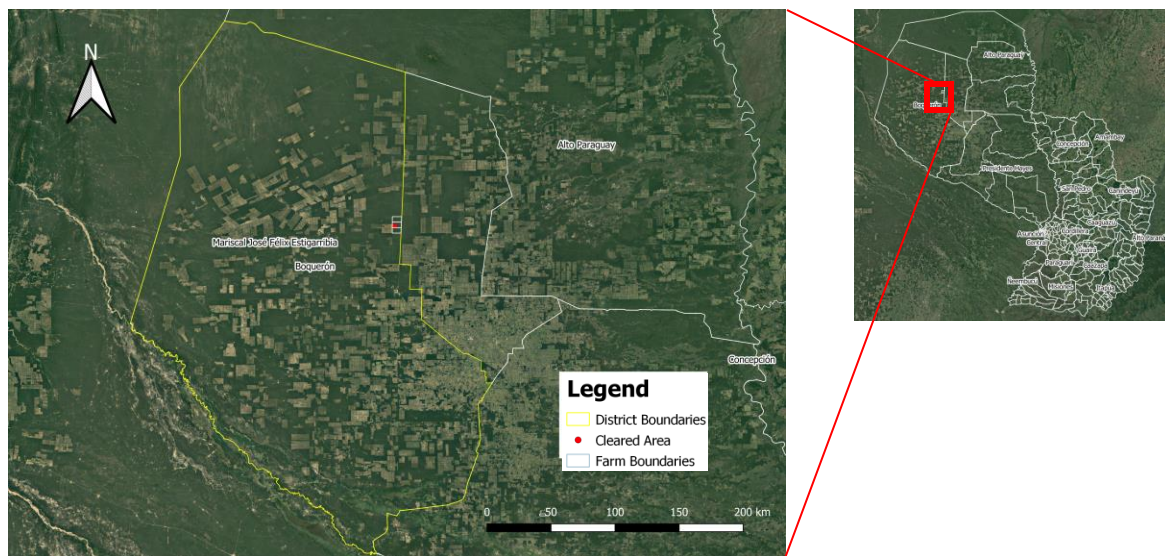 N
Alto Paraguay
Mariscal José Félix Estigarribia
Boquerón
Concepción
Legend
District Boundaries
Cleared Area
Farm Boundaries
0 50 100 150 200 km
Alto Paraguay
Boquerón
Concepción
Amambay
Presidente Hayes
San Pedro
Canindeyú
Caaguazú
Asunción
Cordillera
Central
Alto Paraná
Paraguarí
Caazapá
Ñeembucú
Misiones
Itapúa